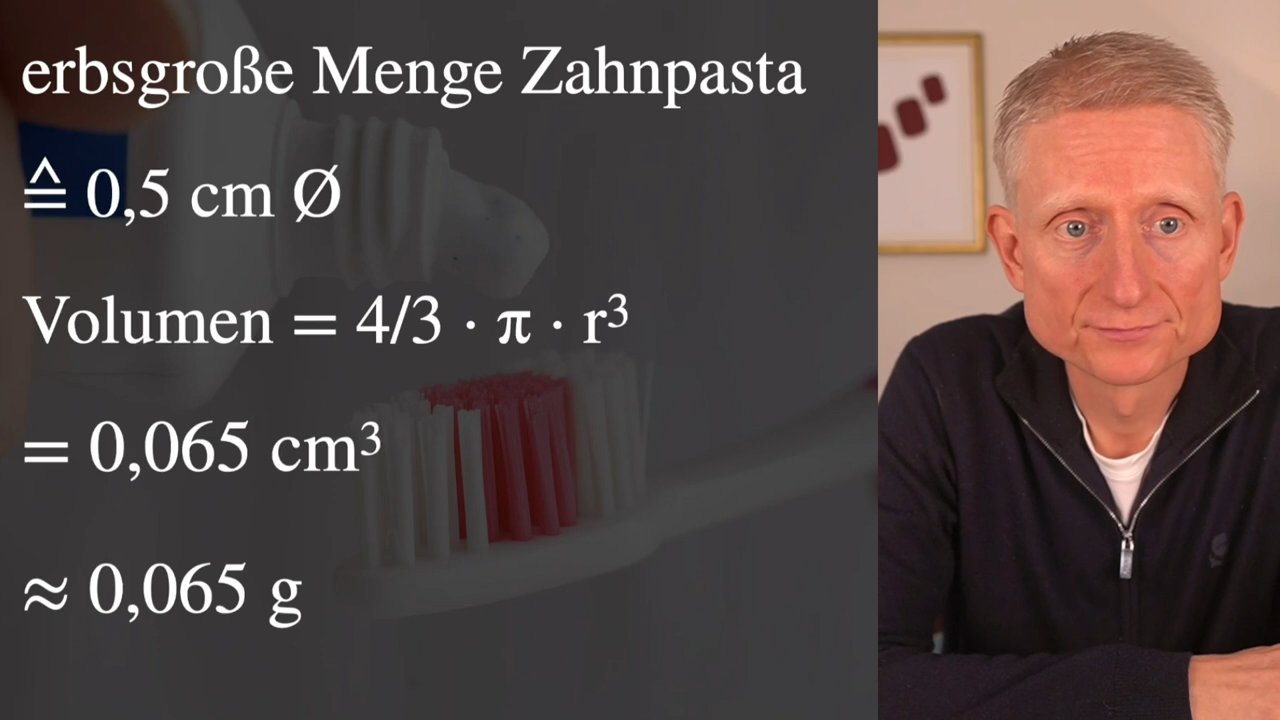 erbsgroße Menge Zahnpasta
≙ 0,5 cm Ø
Volumen = 4/3 · π · r³
= 0,065 cm³
≈ 0,065 g